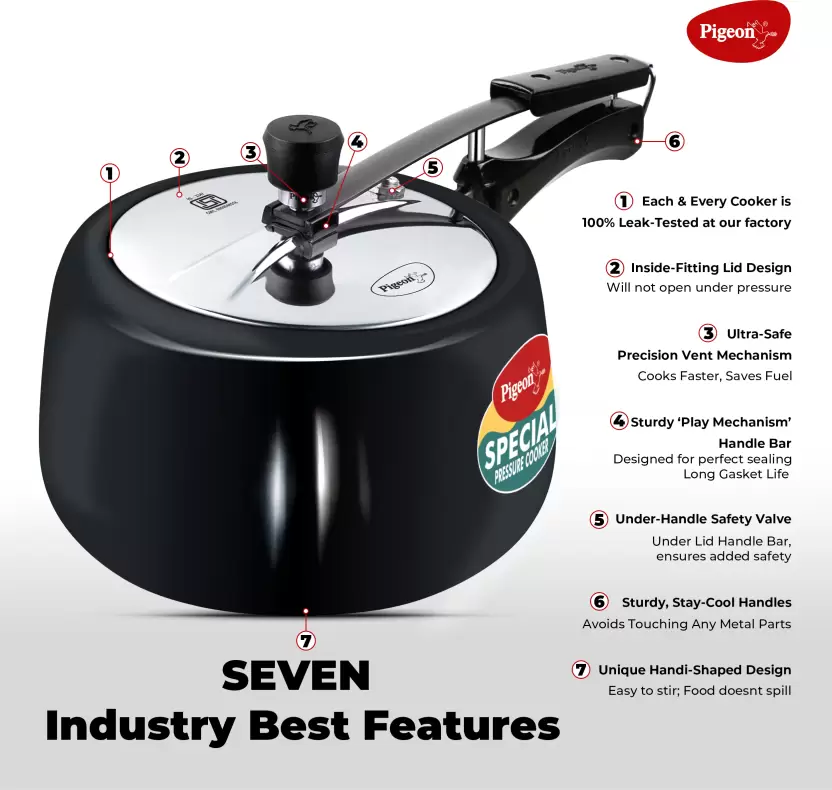 Pigeon
3
4
2
5
6
1
Pigeon
Pigeon
SPECIAL
PRESSURE COOKER
7
1 Each & Every Cooker is
100% Leak-Tested at our factory
2 Inside-Fitting Lid Design
Will not open under pressure
3 Ultra-Safe
Precision Vent Mechanism
Cooks Faster, Saves Fuel
4 Sturdy ‘Play Mechanism’
Handle Bar
Designed for perfect sealing
Long Gasket Life
5 Under-Handle Safety Valve
Under Lid Handle Bar,
ensures added safety
6 Sturdy, Stay-Cool Handles
Avoids Touching Any Metal Parts
7 Unique Handi-Shaped Design
Easy to stir; Food doesnt spill
SEVEN
Industry Best Features